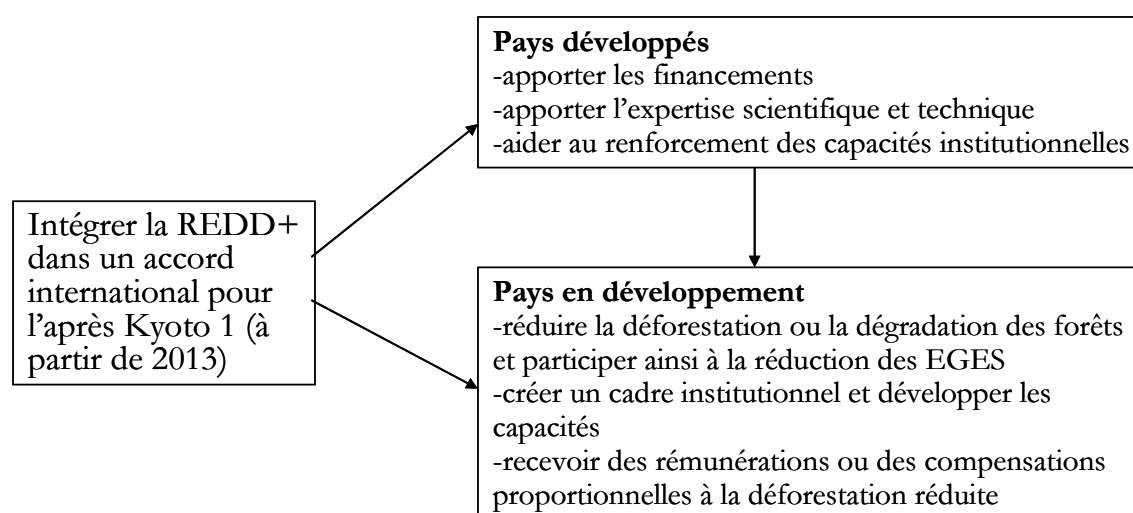 Pays développés
-apporter les financements
-apporter l’expertise scientifique et technique
-aider au renforcement des capacités institutionnelles
Intégrer la REDD+
dans un accord
international pour
l’après Kyoto 1 (à
partir de 2013)
Pays en développement
-réduire la déforestation ou la dégradation des forêts
et participer ainsi à la réduction des EGES
-créer un cadre institutionnel et développer les
capacités
-recevoir des rémunérations ou des compensations
proportionnelles à la déforestation réduite